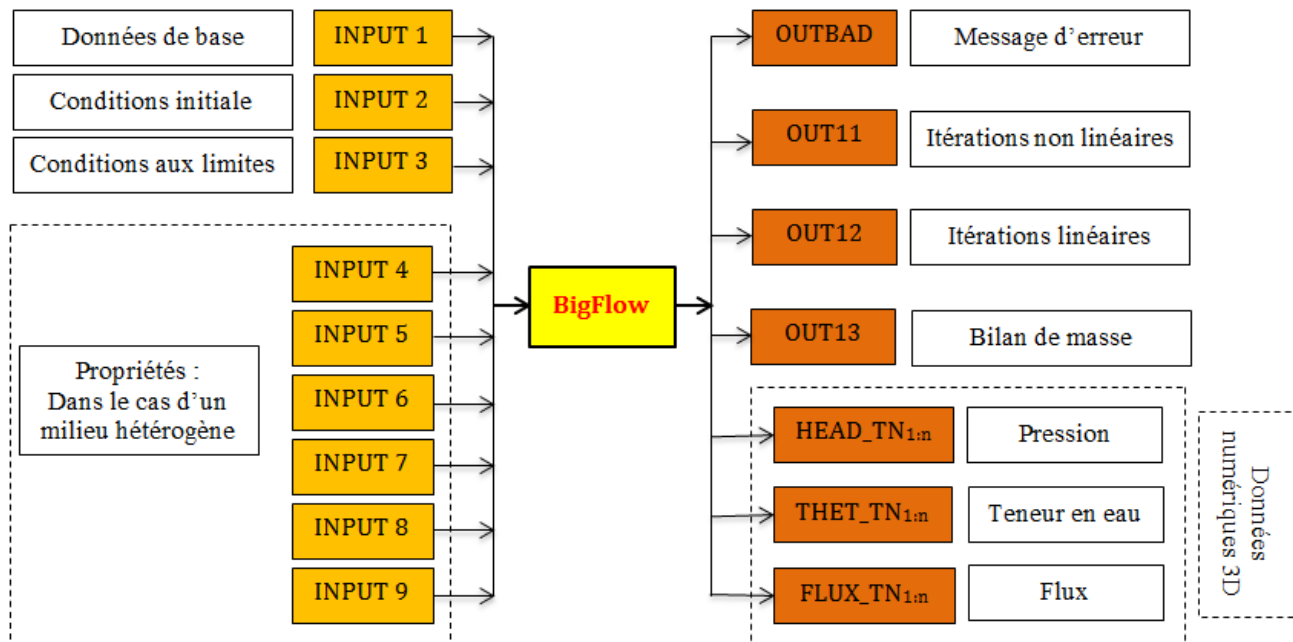 Données de base
INPUT 1
Conditions initiale
INPUT 2
Conditions aux limites
INPUT 3
Propriétés :
Dans le cas d’un
milieu hétérogène
INPUT 4
INPUT 5
INPUT 6
INPUT 7
INPUT 8
INPUT 9
BigFlow
OUTBAD
Message d’erreur
OUT11
Itérations non linéaires
OUT12
Itérations linéaires
OUT13
Bilan de masse
HEAD_TN1:n
Pression
THET_TN1:n
Teneur en eau
FLUX_TN1:n
Flux
Données
numériques 3D